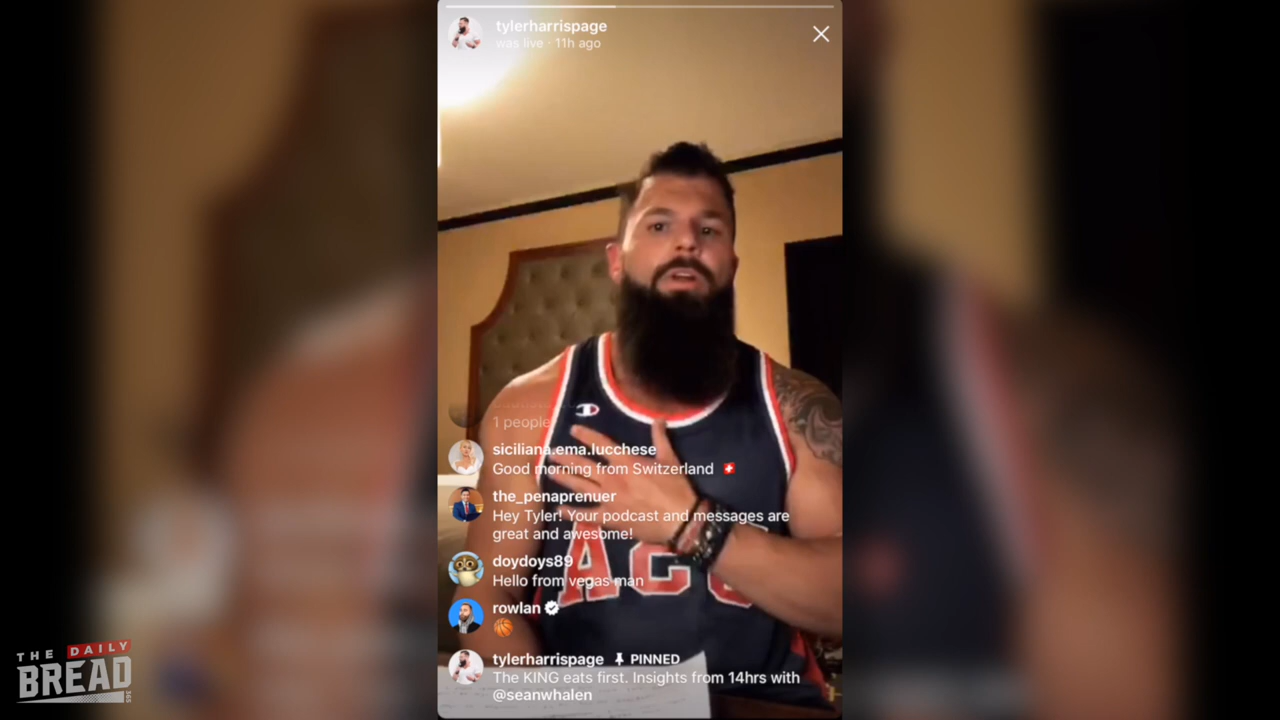 tylerharrispage
was live · 11h ago
1 people
siciliana.ema.lucchese
Good morning from Switzerland 🇨🇭
the_penaprenuer
Hey Tyler! Your podcast and messages are
great and awesome!
doydoys89
Hello from vegas man
rowlan
🏀
tylerharrispage 📌 PINNED
The KING eats first. Insights from 14hrs with
@seanwhalen
THE DAILY
BREAD
365